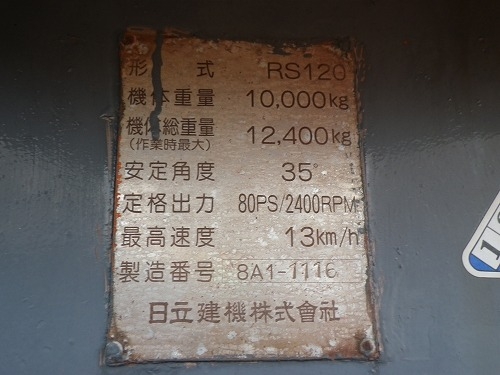 形式 RS120
機体重量 10,000kg
機体総重量 12,400kg
(作業時最大)
安定角度 35°
定格出力 80PS/2400RPM
最高速度 13km/h
製造番号 8A1-1116
日立建機株式會社